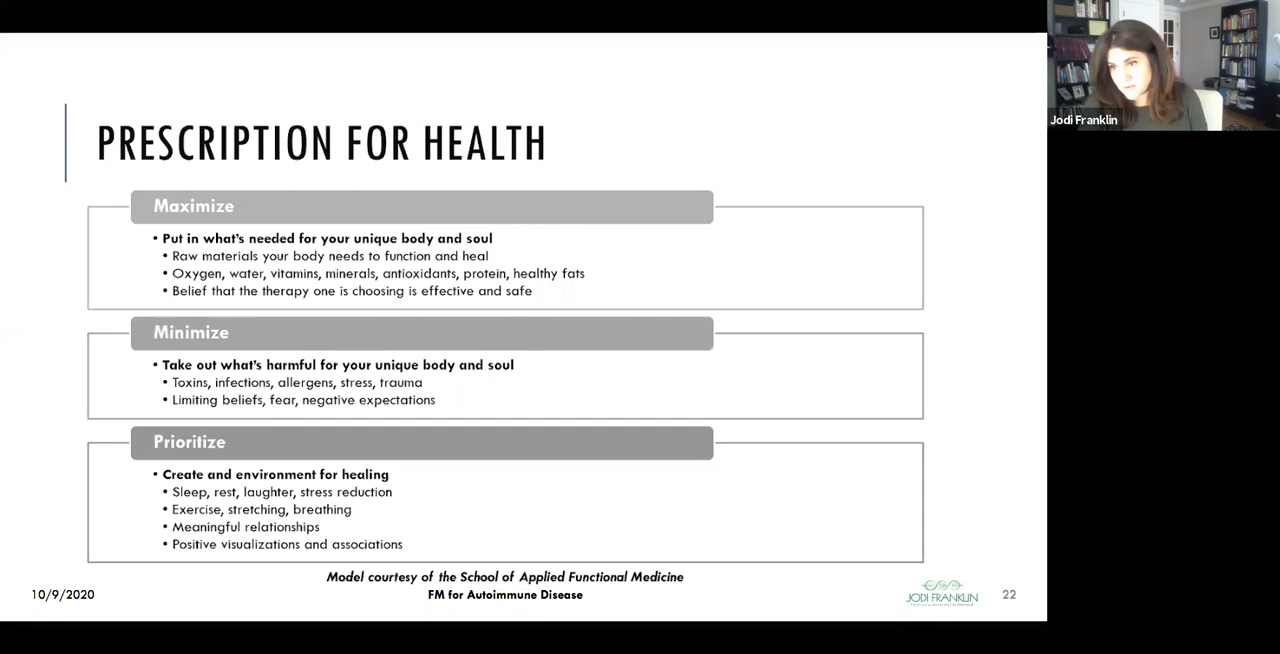 PRESCRIPTION FOR HEALTH
Maximize
• Put in what's needed for your unique body and soul
• Raw materials your body needs to function and heal
• Oxygen, water, vitamins, minerals, antioxidants, protein, healthy fats
• Belief that the therapy one is choosing is effective and safe
Minimize
• Take out what's harmful for your unique body and soul
• Toxins, infections, allergens, stress, trauma
• Limiting beliefs, fear, negative expectations
Prioritize
• Create and environment for healing
• Sleep, rest, laughter, stress reduction
• Exercise, stretching, breathing
• Meaningful relationships
• Positive visualizations and associations
Model courtesy of the School of Applied Functional Medicine
10/9/2020
FM for Autoimmune Disease
JODI FRANKLIN
22
Jodi Franklin